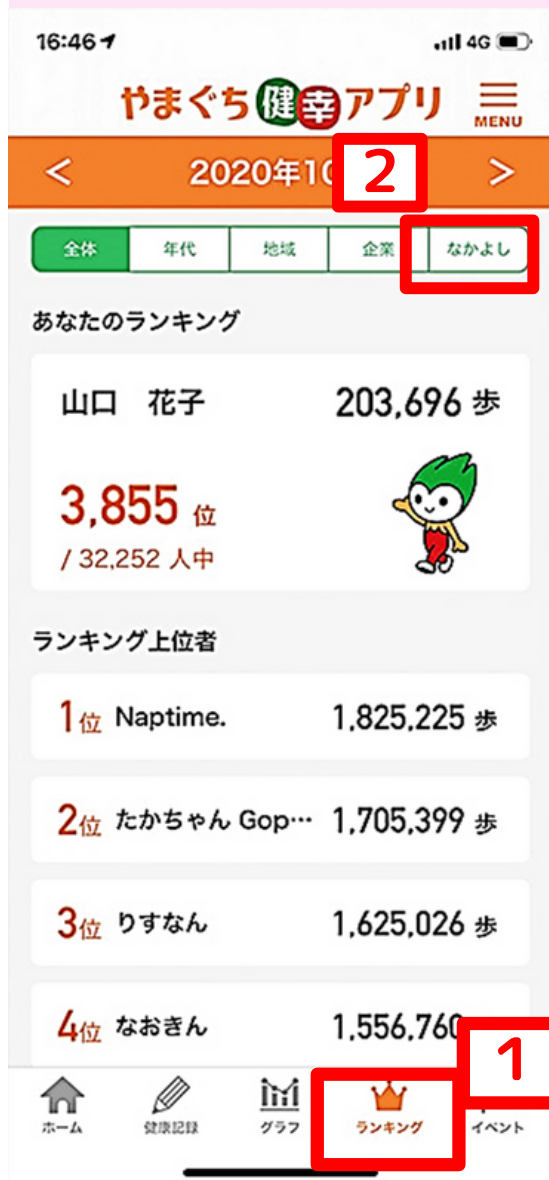 16:46 4G
やまぐち健幸アプリ MENU
< 2020年10 2 >
全体 年代 地域 企業 なかよし
あなたのランキング
山口 花子 203,696 歩
3,855 位
/ 32,252 人中
ランキング上位者
1位 Naptime. 1,825,225 歩
2位 たかちゃん Gop… 1,705,399 歩
3位 りすなん 1,625,026 歩
4位 なおきん 1,556,760
1
ホーム 健康記録 グラフ ランキング イベント